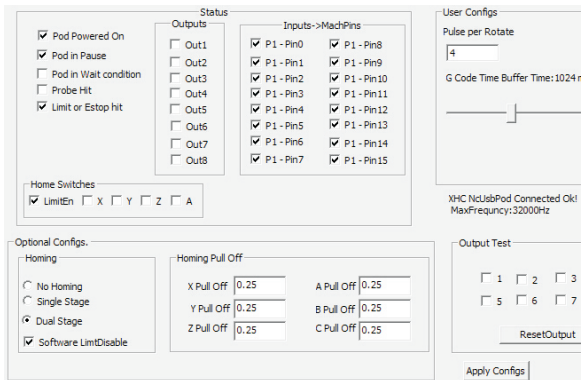 Status
Pod Powered On
Pod in Pause
Pod in Wait condition
Probe Hit
Limit or Estop hit
Outputs
Out1
Out2
Out3
Out4
Out5
Out6
Out7
Out8
Inputs->MachPins
P1 - Pin0 P1 - Pin8
P1 - Pin1 P1 - Pin9
P1 - Pin2 P1 - Pin10
P1 - Pin3 P1 - Pin11
P1 - Pin4 P1 - Pin12
P1 - Pin5 P1 - Pin13
P1 - Pin6 P1 - Pin14
P1 - Pin7 P1 - Pin15
Home Switches
LimitEn X Y Z A
User Configs
Pulse per Rotate
4
G Code Time Buffer Time:1024 m
XHC NcUsbPod Connected Ok!
MaxFrequncy:32000Hz
Optional Configs.
Homing
No Homing
Single Stage
Dual Stage
Software LimtDisable
Homing Pull Off
X Pull Off 0.25 A Pull Off 0.25
Y Pull Off 0.25 B Pull Off 0.25
Z Pull Off 0.25 C Pull Off 0.25
Output Test
1 2 3
5 6 7
ResetOutput
Apply Configs